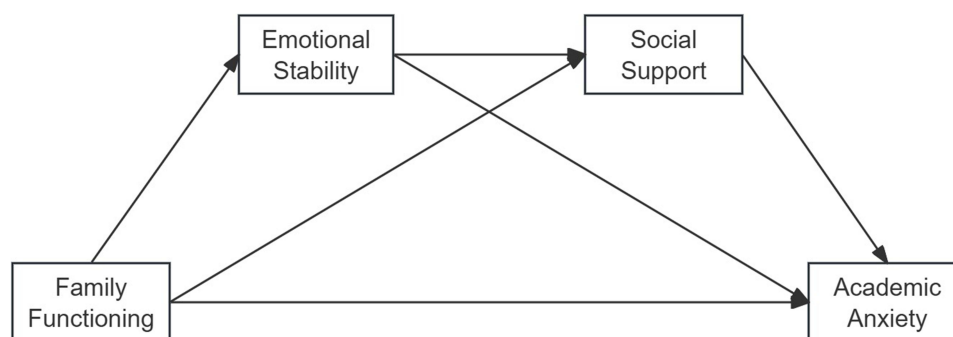 Emotional
Stability
Social
Support
Family
Functioning
Academic
Anxiety